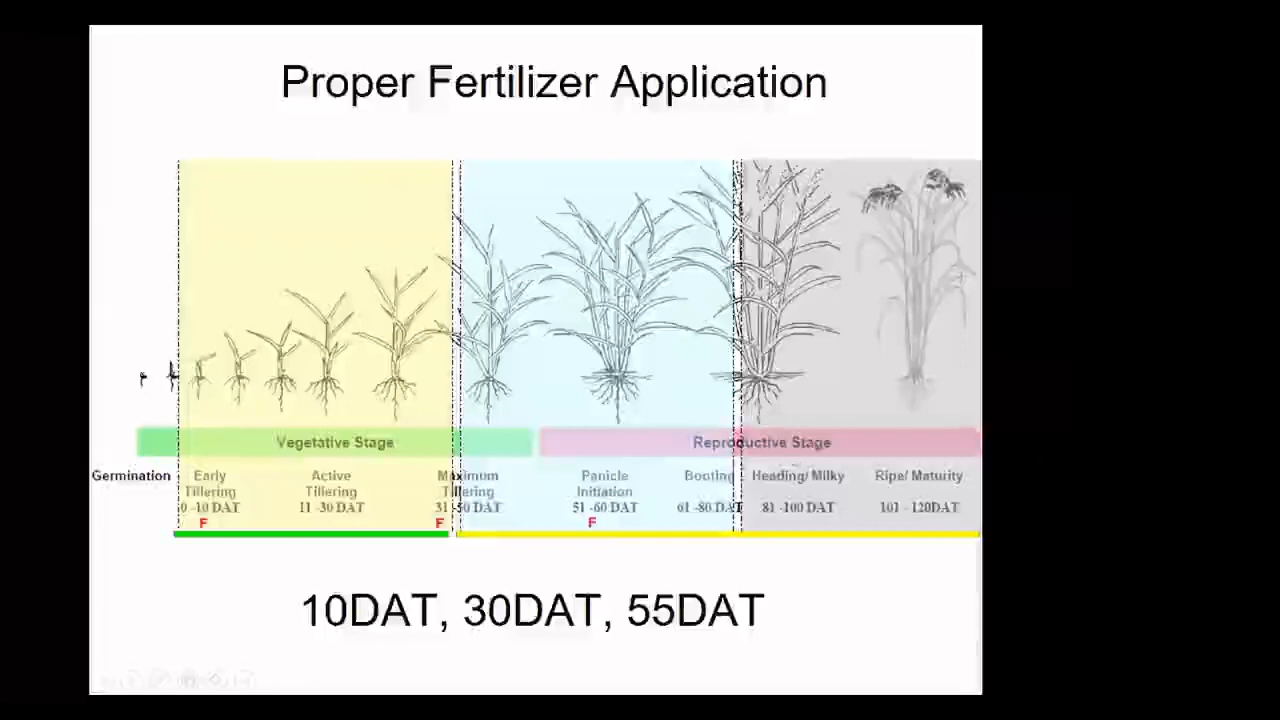 Proper Fertilizer Application
Vegetative Stage
Reproductive Stage
Germination
Early
Tillering
0 -10 DAT
F
Active
Tillering
11 -30 DAT
Maximum
Tillering
31 -50 DAT
F
Panicle
Initiation
51 -60 DAT
F
Booting
61 -80 DAT
Heading/ Milky
81 -100 DAT
Ripe/ Maturity
101 - 120DAT
10DAT, 30DAT, 55DAT